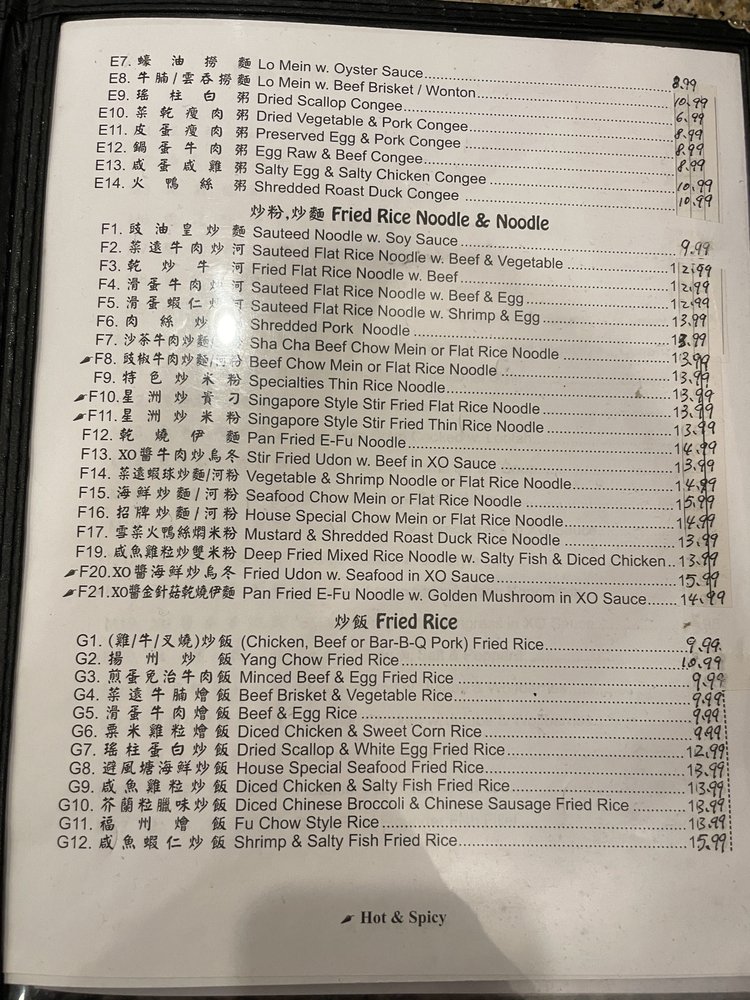 E7. 蠔油撈麵 Lo Mein w. Oyster Sauce 8.99
E8. 牛腩/雲吞撈麵 Lo Mein w. Beef Brisket / Wonton 10.99
E9. 瑤柱白粥 Dried Scallop Congee 6.99
E10. 菜乾瘦肉粥 Dried Vegetable & Pork Congee 8.99
E11. 皮蛋瘦肉粥 Preserved Egg & Pork Congee 8.99
E12. 鍋蛋牛肉粥 Egg Raw & Beef Congee 8.99
E13. 咸蛋咸雞粥 Salty Egg & Salty Chicken Congee 10.99
E14. 火鴨絲粥 Shredded Roast Duck Congee 10.99
炒粉,炒麵 Fried Rice Noodle & Noodle
F1. 豉油皇炒麵 Sauteed Noodle w. Soy Sauce 9.99
F2. 菜遠牛肉炒河 Sauteed Flat Rice Noodle w. Beef & Vegetable 12.99
F3. 乾炒牛河 Fried Flat Rice Noodle w. Beef 12.99
F4. 滑蛋牛肉炒河 Sauteed Flat Rice Noodle w. Beef & Egg 12.99
F5. 滑蛋蝦仁炒河 Sauteed Flat Rice Noodle w. Shrimp & Egg 13.99
F6. 肉絲炒 Shredded Pork Noodle 13.99
F7. 沙茶牛肉炒麵/河粉 Sha Cha Beef Chow Mein or Flat Rice Noodle 13.99
F8. 豉椒牛肉炒麵/河粉 Beef Chow Mein or Flat Rice Noodle 13.99
F9. 特色炒米粉 Specialties Thin Rice Noodle 13.99
F10. 星洲炒貴刁 Singapore Style Stir Fried Flat Rice Noodle 13.99
F11. 星洲炒米粉 Singapore Style Stir Fried Thin Rice Noodle 13.99
F12. 乾燒伊麵 Pan Fried E-Fu Noodle 14.99
F13. XO醬牛肉炒烏冬 Stir Fried Udon w. Beef in XO Sauce 13.99
F14. 菜遠蝦球炒麵/河粉 Vegetable & Shrimp Noodle or Flat Rice Noodle 14.99
F15. 海鮮炒麵/河粉 Seafood Chow Mein or Flat Rice Noodle 15.99
F16. 招牌炒麵/河粉 House Special Chow Mein or Flat Rice Noodle 14.99
F17. 雪菜火鴨絲燜米粉 Mustard & Shredded Roast Duck Rice Noodle 13.99
F19. 咸魚雞粒炒雙米粉 Deep Fried Mixed Rice Noodle w. Salty Fish & Diced Chicken 13.99
F20. XO醬海鮮炒烏冬 Fried Udon w. Seafood in XO Sauce 15.99
F21. XO醬金針菇乾燒伊麵 Pan Fried E-Fu Noodle w. Golden Mushroom in XO Sauce 14.99
炒飯 Fried Rice
G1. (雞/牛/叉燒)炒飯 (Chicken, Beef or Bar-B-Q Pork) Fried Rice 9.99
G2. 揚州炒飯 Yang Chow Fried Rice 10.99
G3. 煎蛋免治牛肉飯 Minced Beef & Egg Fried Rice 9.99
G4. 菜遠牛腩燴飯 Beef Brisket & Vegetable Rice 9.99
G5. 滑蛋牛肉燴飯 Beef & Egg Rice 9.99
G6. 粟米雞粒燴飯 Diced Chicken & Sweet Corn Rice 9.99
G7. 瑤柱蛋白炒飯 Dried Scallop & White Egg Fried Rice 12.99
G8. 避風塘海鮮炒飯 House Special Seafood Fried Rice 13.99
G9. 咸魚雞粒炒飯 Diced Chicken & Salty Fish Fried Rice 13.99
G10. 芥蘭粒臘味炒飯 Diced Chinese Broccoli & Chinese Sausage Fried Rice 13.99
G11. 福州燴飯 Fu Chow Style Rice 13.99
G12. 咸魚蝦仁炒飯 Shrimp & Salty Fish Fried Rice 15.99
Hot & Spicy